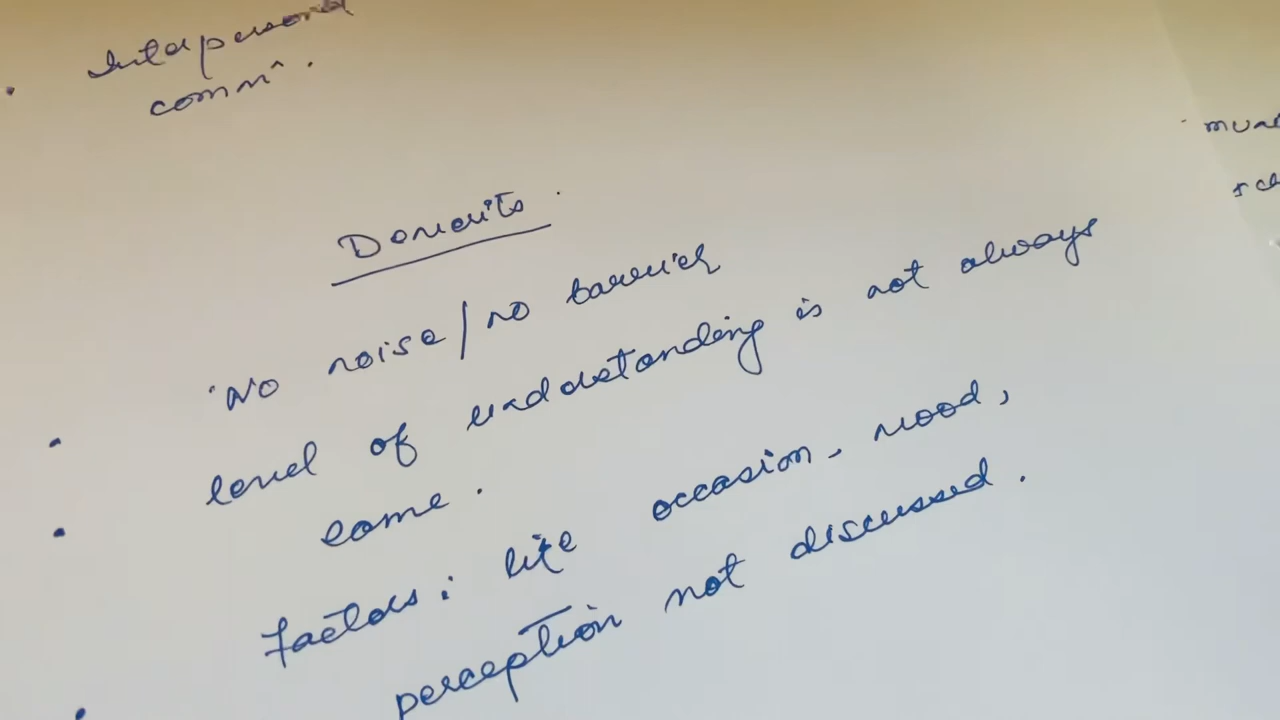 · Interpersonal
commⁿ.
Demerits.
· No noise/no barrier
level of understanding is not always
same.
Factors: like occasion, mood,
perception not discussed.